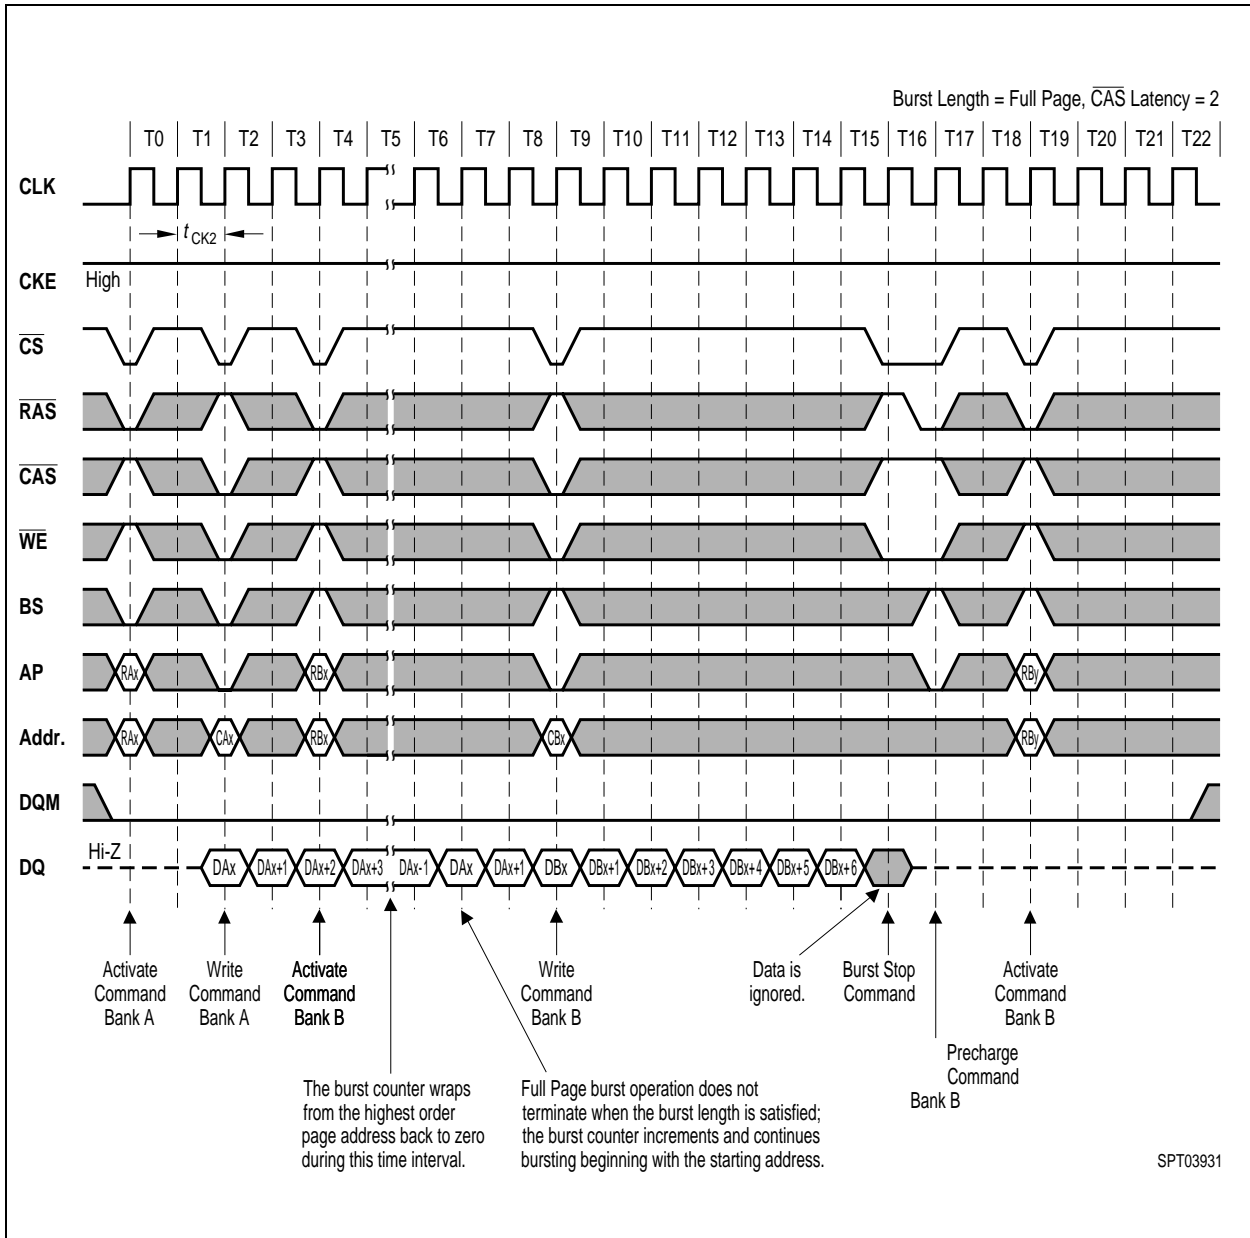 Burst Length = Full Page, CAS Latency = 2
T0 T1 T2 T3 T4 T5 T6 T7 T8 T9 T10 T11 T12 T13 T14 T15 T16 T17 T18 T19 T20 T21 T22
CLK
t CK2
CKE High
CS
RAS
CAS
WE
BS
AP RAx RBx RBy
Addr. RAx CAx RBx CBx RBy
DQM
DQ Hi-Z DAx DAx+1 DAx+2 DAx+3 DAx-1 DAx DAx+1 DBx DBx+1 DBx+2 DBx+3 DBx+4 DBx+5 DBx+6
Activate
Command
Bank A
Write
Command
Bank A
Activate
Command
Bank B
Write
Command
Bank B
Data is
ignored.
Burst Stop
Command
Activate
Command
Bank B
Precharge
Command
Bank B
The burst counter wraps
from the highest order
page address back to zero
during this time interval.
Full Page burst operation does not
terminate when the burst length is satisfied;
the burst counter increments and continues
bursting beginning with the starting address.
SPT03931